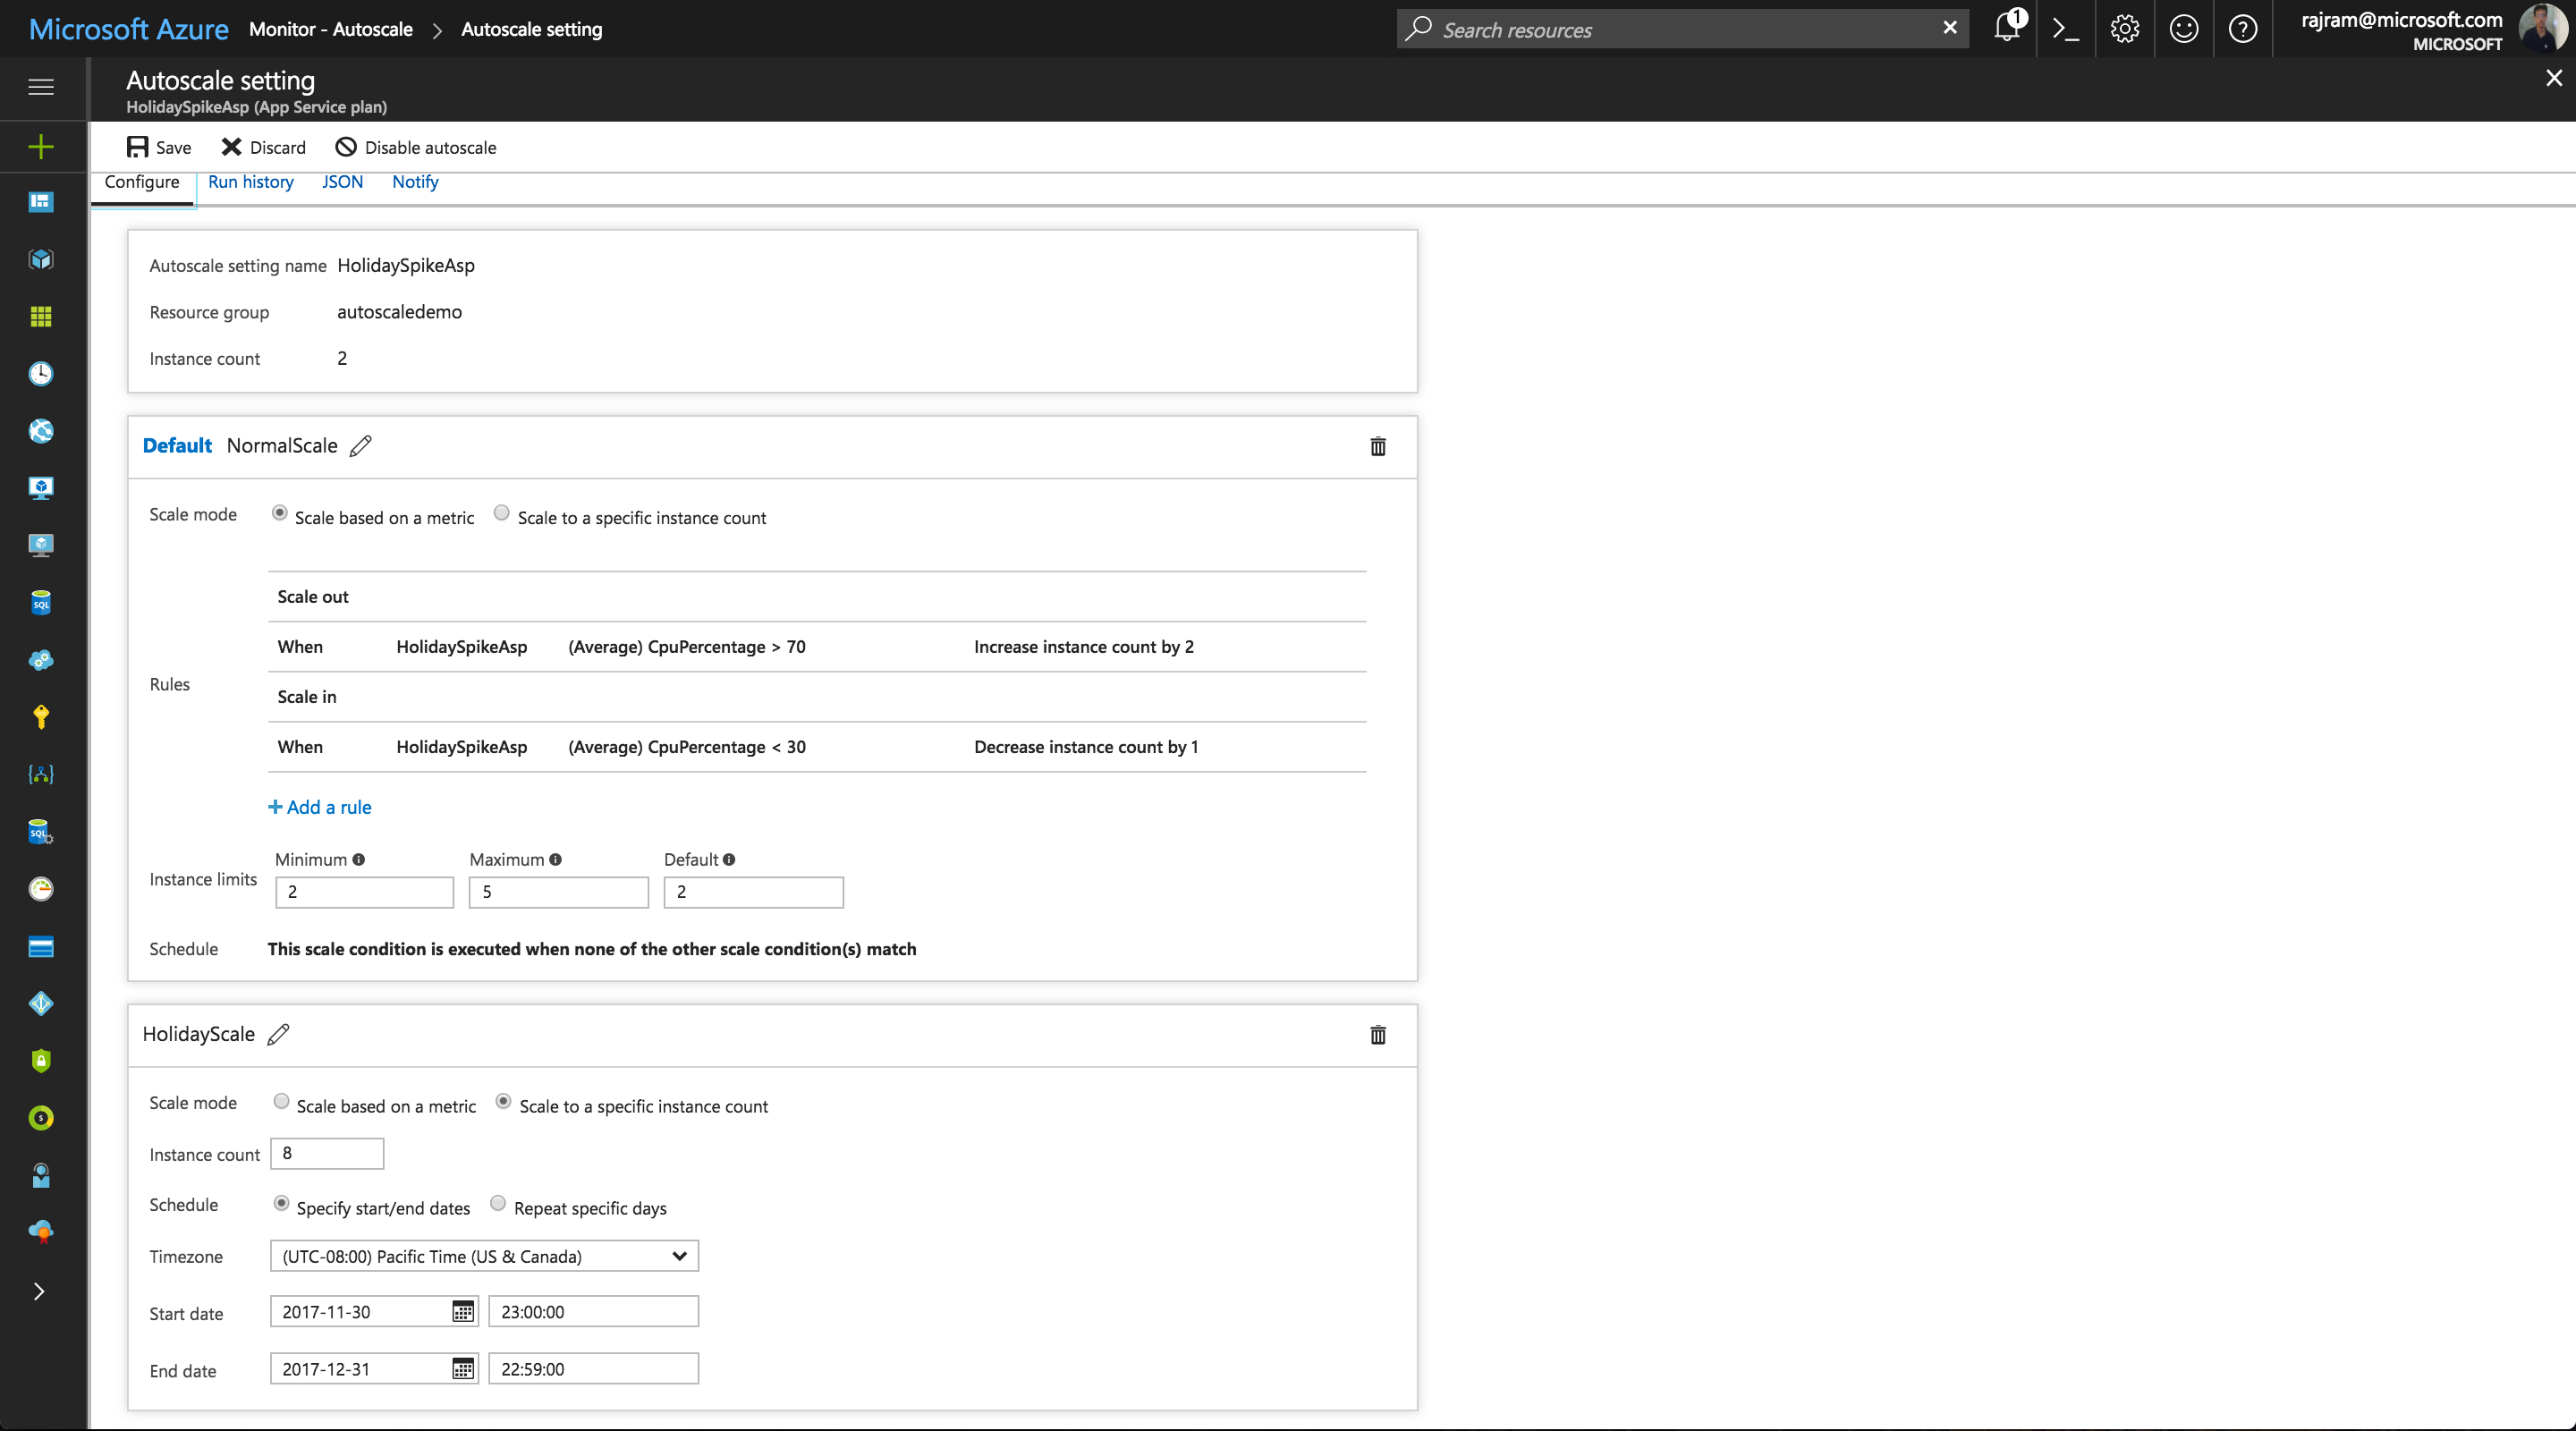 Microsoft Azure Monitor - Autoscale > Autoscale setting
Search resources
1
rajram@microsoft.com
MICROSOFT
Autoscale setting
HolidaySpikeAsp (App Service plan)
Save Discard Disable autoscale
Configure Run history JSON Notify
Autoscale setting name HolidaySpikeAsp
Resource group autoscaledemo
Instance count 2
Default NormalScale
Scale mode Scale based on a metric Scale to a specific instance count
Scale out
When HolidaySpikeAsp (Average) CpuPercentage > 70 Increase instance count by 2
Rules
Scale in
When HolidaySpikeAsp (Average) CpuPercentage < 30 Decrease instance count by 1
+ Add a rule
Minimum Maximum Default
Instance limits 2 5 2
Schedule This scale condition is executed when none of the other scale condition(s) match
HolidayScale
Scale mode Scale based on a metric Scale to a specific instance count
Instance count 8
Schedule Specify start/end dates Repeat specific days
Timezone (UTC-08:00) Pacific Time (US & Canada)
Start date 2017-11-30 23:00:00
End date 2017-12-31 22:59:00
SQL
SQL